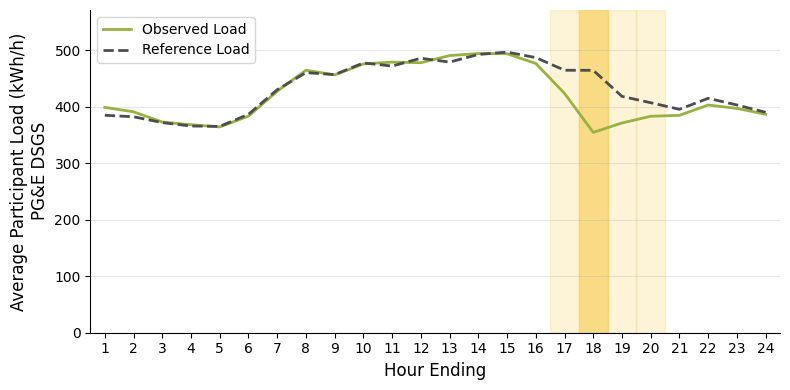 Observed Load
Reference Load
Average Participant Load (kWh/h)
PG&E DSGS
500
400
300
200
100
0
1 2 3 4 5 6 7 8 9 10 11 12 13 14 15 16 17 18 19 20 21 22 23 24
Hour Ending